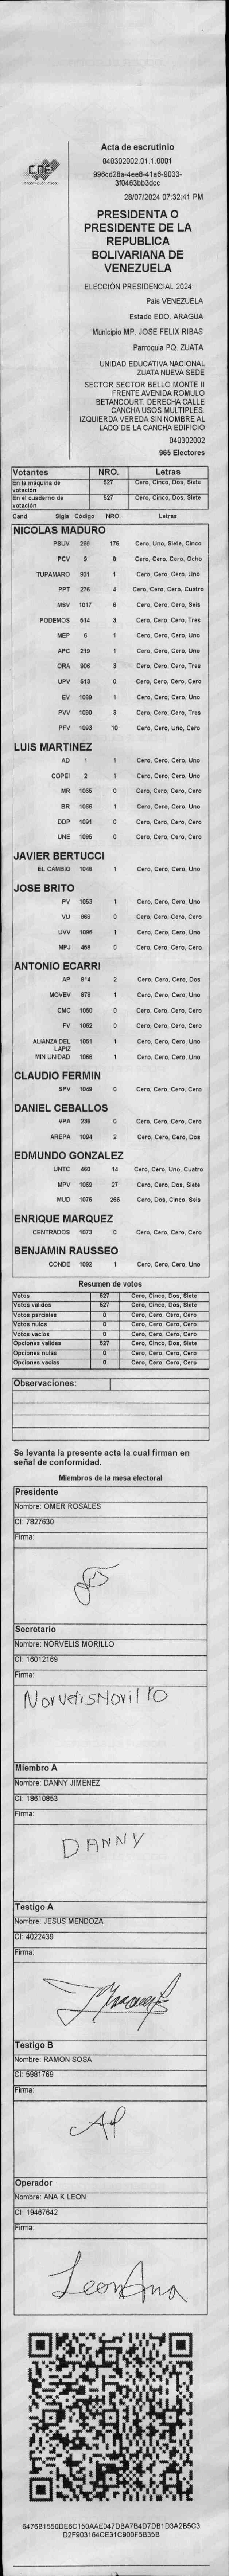 CNE
Acta de escrutinio
040302002.01.1.0001
996cd28a-4ee8-41a6-9033-
3f0463bb3dcc
28/07/2024 07:32:41 PM
PRESIDENTA O
PRESIDENTE DE LA
REPUBLICA
BOLIVARIANA DE
VENEZUELA
ELECCIÓN PRESIDENCIAL 2024
Pais VENEZUELA
Estado EDO. ARAGUA
Municipio MP. JOSE FELIX RIBAS
Parroquia PQ. ZUATA
UNIDAD EDUCATIVA NACIONAL
ZUATA NUEVA SEDE
SECTOR SECTOR BELLO MONTE II
FRENTE AVENIDA ROMULO
BETANCOURT. DERECHA CALLE
CANCHA USOS MULTIPLES.
IZQUIERDA VEREDA SIN NOMBRE AL
LADO DE LA CANCHA EDIFICIO
040302002
965 Electores
Votantes NRO. Letras
En la máquina de votación 527 Cero, Cinco, Dos, Siete
En el cuaderno de votación 527 Cero, Cinco, Dos, Siete
Cand. Sigla Código NRO. Letras
NICOLAS MADURO
PSUV 269 175 Cero, Uno, Siete, Cinco
PCV 9 8 Cero, Cero, Cero, Ocho
TUPAMARO 931 1 Cero, Cero, Cero, Uno
PPT 276 4 Cero, Cero, Cero, Cuatro
MSV 1017 6 Cero, Cero, Cero, Seis
PODEMOS 514 3 Cero, Cero, Cero, Tres
MEP 6 1 Cero, Cero, Cero, Uno
APC 219 1 Cero, Cero, Cero, Uno
ORA 906 3 Cero, Cero, Cero, Tres
UPV 613 0 Cero, Cero, Cero, Cero
EV 1089 1 Cero, Cero, Cero, Uno
PVV 1090 3 Cero, Cero, Cero, Tres
PFV 1093 10 Cero, Cero, Uno, Cero
LUIS MARTINEZ
AD 1 1 Cero, Cero, Cero, Uno
COPEI 2 1 Cero, Cero, Cero, Uno
MR 1065 0 Cero, Cero, Cero, Cero
BR 1066 1 Cero, Cero, Cero, Uno
DDP 1091 0 Cero, Cero, Cero, Cero
UNE 1095 0 Cero, Cero, Cero, Cero
JAVIER BERTUCCI
EL CAMBIO 1046 1 Cero, Cero, Cero, Uno
JOSE BRITO
PV 1053 1 Cero, Cero, Cero, Uno
VU 968 0 Cero, Cero, Cero, Cero
UVV 1096 1 Cero, Cero, Cero, Uno
MPJ 458 0 Cero, Cero, Cero, Cero
ANTONIO ECARRI
AP 814 2 Cero, Cero, Cero, Dos
MOVEV 978 1 Cero, Cero, Cero, Uno
CMC 1050 0 Cero, Cero, Cero, Cero
FV 1082 0 Cero, Cero, Cero, Cero
ALIANZA DEL LAPIZ 1051 1 Cero, Cero, Cero, Uno
MIN UNIDAD 1068 1 Cero, Cero, Cero, Uno
CLAUDIO FERMIN
SPV 1049 0 Cero, Cero, Cero, Cero
DANIEL CEBALLOS
VPA 236 0 Cero, Cero, Cero, Cero
AREPA 1094 2 Cero, Cero, Cero, Dos
EDMUNDO GONZALEZ
UNTC 460 14 Cero, Cero, Uno, Cuatro
MPV 1069 27 Cero, Cero, Dos, Siete
MUD 1076 256 Cero, Dos, Cinco, Seis
ENRIQUE MARQUEZ
CENTRADOS 1073 0 Cero, Cero, Cero, Cero
BENJAMIN RAUSSEO
CONDE 1092 1 Cero, Cero, Cero, Uno
Resumen de votos
Votos 527 Cero, Cinco, Dos, Siete
Votos validos 527 Cero, Cinco, Dos, Siete
Votos parciales 0 Cero, Cero, Cero, Cero
Votos nulos 0 Cero, Cero, Cero, Cero
Votos vacios 0 Cero, Cero, Cero, Cero
Opciones validas 527 Cero, Cinco, Dos, Siete
Opciones nulas 0 Cero, Cero, Cero, Cero
Opciones vacias 0 Cero, Cero, Cero, Cero
Observaciones:
Se levanta la presente acta la cual firman en
señal de conformidad.
Miembros de la mesa electoral
Presidente
Nombre: OMER ROSALES
CI: 7827630
Firma:
Secretario
Nombre: NORVELIS MORILLO
CI: 16012169
Firma:
Norvelis Morillo
Miembro A
Nombre: DANNY JIMENEZ
CI: 18610853
Firma:
DANNY
Testigo A
Nombre: JESUS MENDOZA
CI: 4022439
Firma:
Testigo B
Nombre: RAMON SOSA
CI: 5981769
Firma:
Operador
Nombre: ANA K LEON
CI: 19467642
Firma:
Leon Ana
6476B1550DE6C150AAE047DBA7B4D7DB1D3A2B5C3
D2F903164CE31C900F5B35B